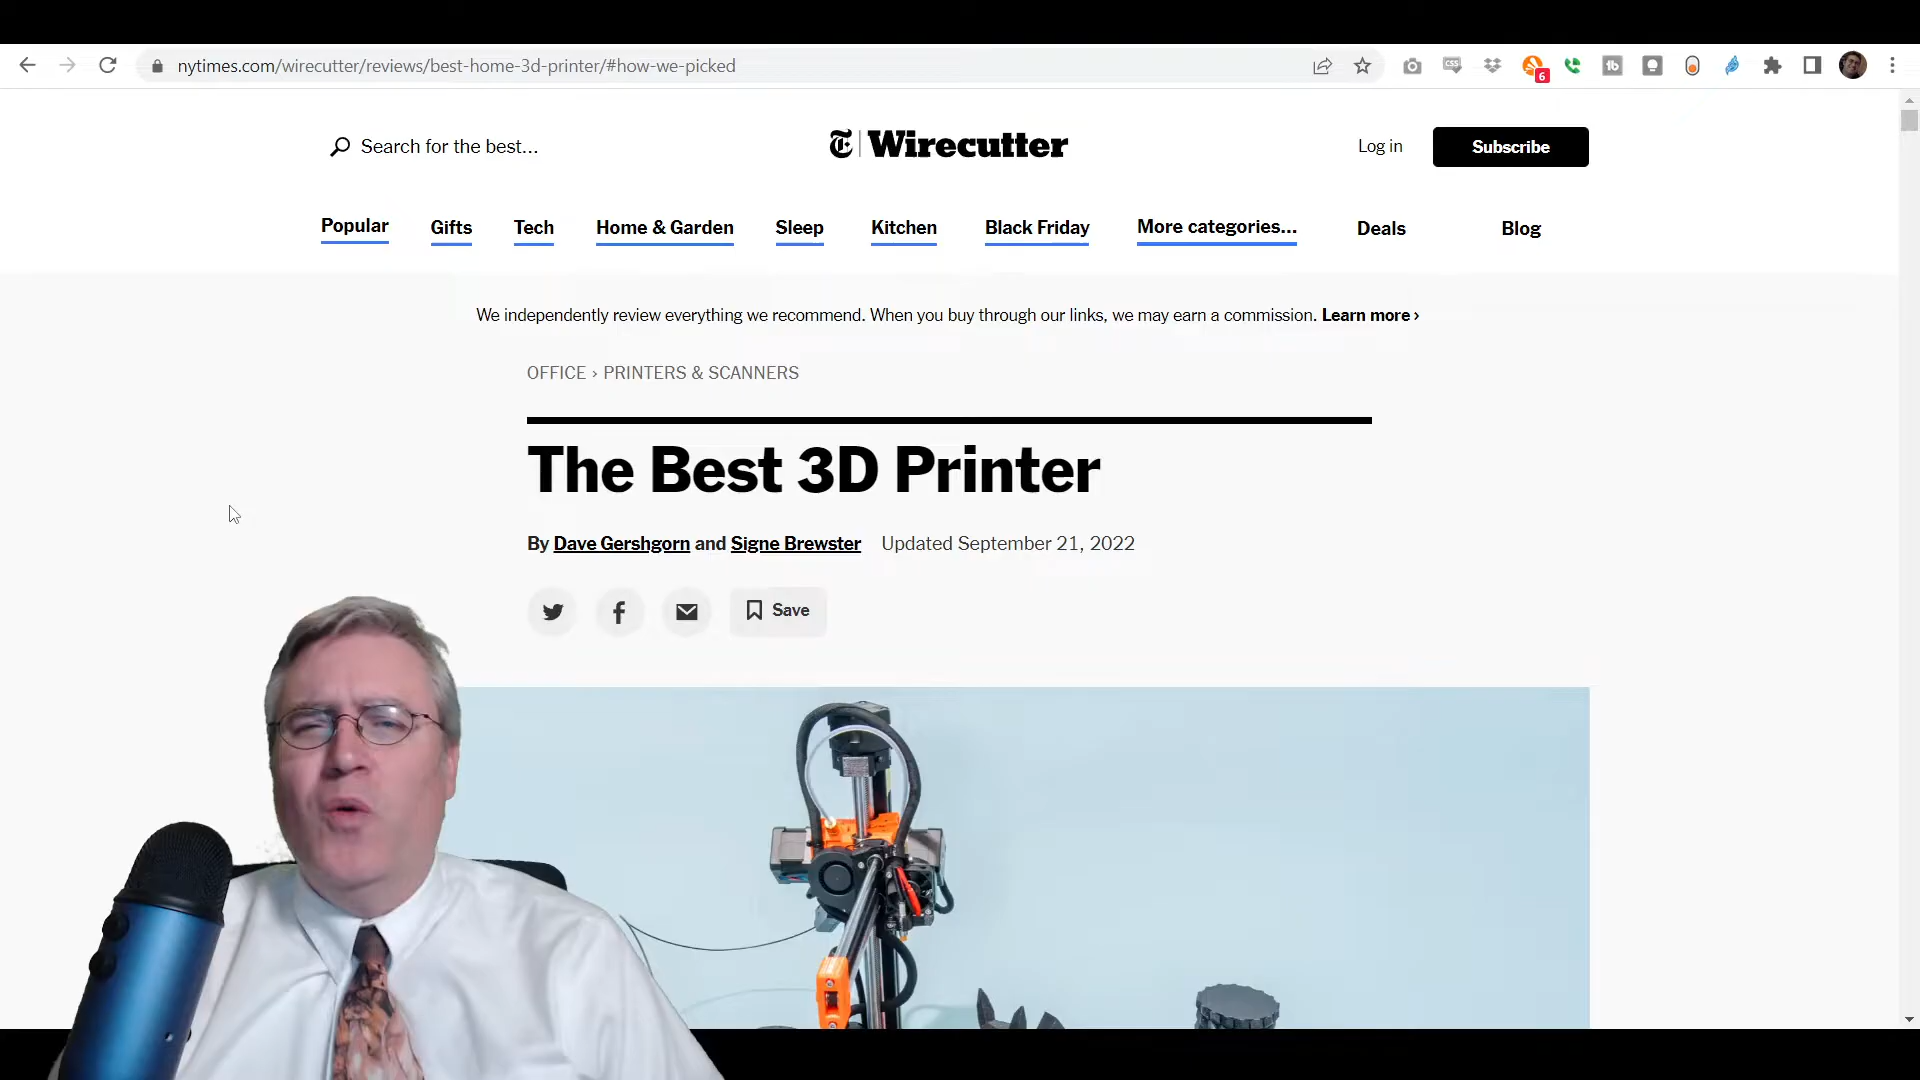 nytimes.com/wirecutter/reviews/best-home-3d-printer/#how-we-picked
CSS
6
tb
Search for the best...
T Wirecutter
Log in
Subscribe
Popular
Gifts
Tech
Home & Garden
Sleep
Kitchen
Black Friday
More categories...
Deals
Blog
We independently review everything we recommend. When you buy through our links, we may earn a commission. Learn more ›
OFFICE › PRINTERS & SCANNERS
The Best 3D Printer
By Dave Gershgorn and Signe Brewster Updated September 21, 2022
Save